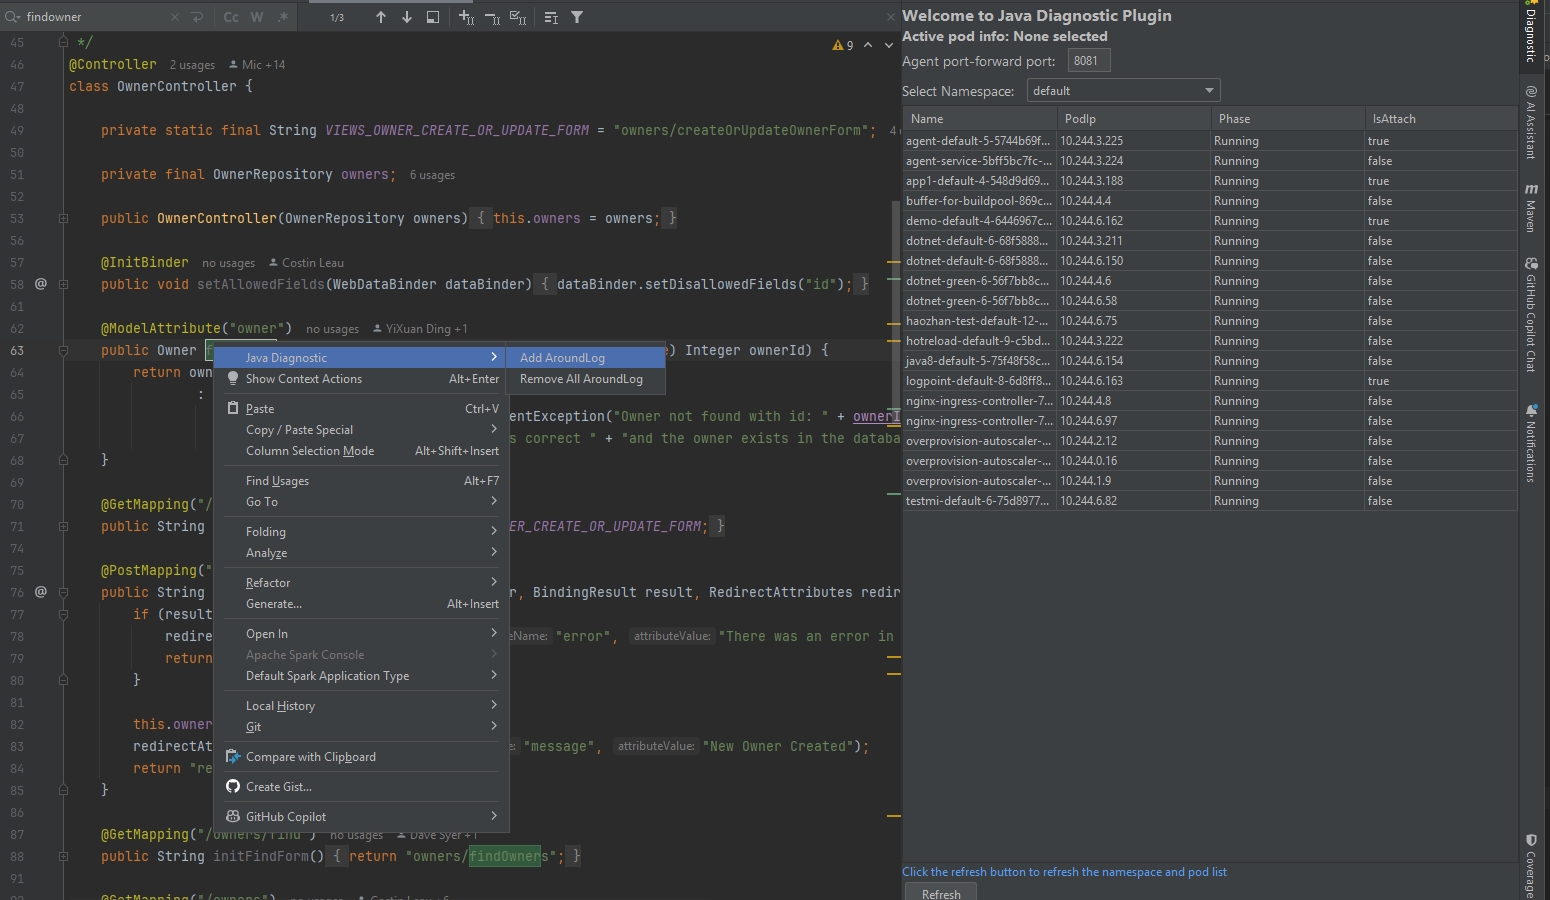 findowner
Cc W .*
1/3
45 */
9
46 @Controller 2 usages Mic +14
47 class OwnerController {
48
49 private static final String VIEWS_OWNER_CREATE_OR_UPDATE_FORM = "owners/createOrUpdateOwnerForm"; 4
50
51 private final OwnerRepository owners; 6 usages
52
53 public OwnerController(OwnerRepository owners) { this.owners = owners; }
56
57 @InitBinder no usages Costin Leau
58 public void setAllowedFields(WebDataBinder dataBinder) { dataBinder.setDisallowedFields("id"); }
61
62 @ModelAttribute("owner") no usages YiXuan Ding +1
63 public Owner f e) Integer ownerId) {
64 return own
65 :
66 entException("Owner not found with id: " + ownerI
67 s correct " + "and the owner exists in the databa
68 }
69
70 @GetMapping("/
71 public String ER_CREATE_OR_UPDATE_FORM; }
74
75 @PostMapping("
76 public String r, BindingResult result, RedirectAttributes redir
77 if (result
78 redire eName: "error", attributeValue: "There was an error in
79 return
80 }
81
82 this.owner
83 redirectAt e: "message", attributeValue: "New Owner Created");
84 return "re
85 }
86
87 @GetMapping("/owners/find") no usages Dave Syer +1
88 public String initFindForm() { return "owners/findOwners"; }
91
92 @GetMapping("/owners") no usages Costin Leau +6
Java Diagnostic
Show Context Actions Alt+Enter
Paste Ctrl+V
Copy / Paste Special
Column Selection Mode Alt+Shift+Insert
Find Usages Alt+F7
Go To
Folding
Analyze
Refactor
Generate... Alt+Insert
Open In
Apache Spark Console
Default Spark Application Type
Local History
Git
Compare with Clipboard
Create Gist...
GitHub Copilot
Add AroundLog
Remove All AroundLog
Welcome to Java Diagnostic Plugin
Active pod info: None selected
Agent port-forward port: 8081
Select Namespace: default
Name PodIp Phase IsAttach
agent-default-5-5744b69f... 10.244.3.225 Running true
agent-service-5bff5bc7fc-... 10.244.3.224 Running false
app1-default-4-548d9d69... 10.244.3.188 Running true
buffer-for-buildpool-869c... 10.244.4.4 Running false
demo-default-4-6446967c... 10.244.6.162 Running true
dotnet-default-6-68f5888... 10.244.3.211 Running false
dotnet-default-6-68f5888... 10.244.6.150 Running false
dotnet-green-6-56f7bb8c... 10.244.4.6 Running false
dotnet-green-6-56f7bb8c... 10.244.6.58 Running false
haozhan-test-default-12-... 10.244.6.75 Running false
hotreload-default-9-c5bd... 10.244.3.222 Running false
java8-default-5-75f48f58c... 10.244.6.154 Running false
logpoint-default-8-6d8ff8... 10.244.6.163 Running true
nginx-ingress-controller-7... 10.244.4.8 Running false
nginx-ingress-controller-7... 10.244.6.97 Running false
overprovision-autoscaler-... 10.244.2.12 Running false
overprovision-autoscaler-... 10.244.0.16 Running false
overprovision-autoscaler-... 10.244.1.9 Running false
testmi-default-6-75d8977... 10.244.6.82 Running false
Click the refresh button to refresh the namespace and pod list
Refresh
Diagnostic
AI Assistant
m Maven
GitHub Copilot Chat
Notifications
Coverage